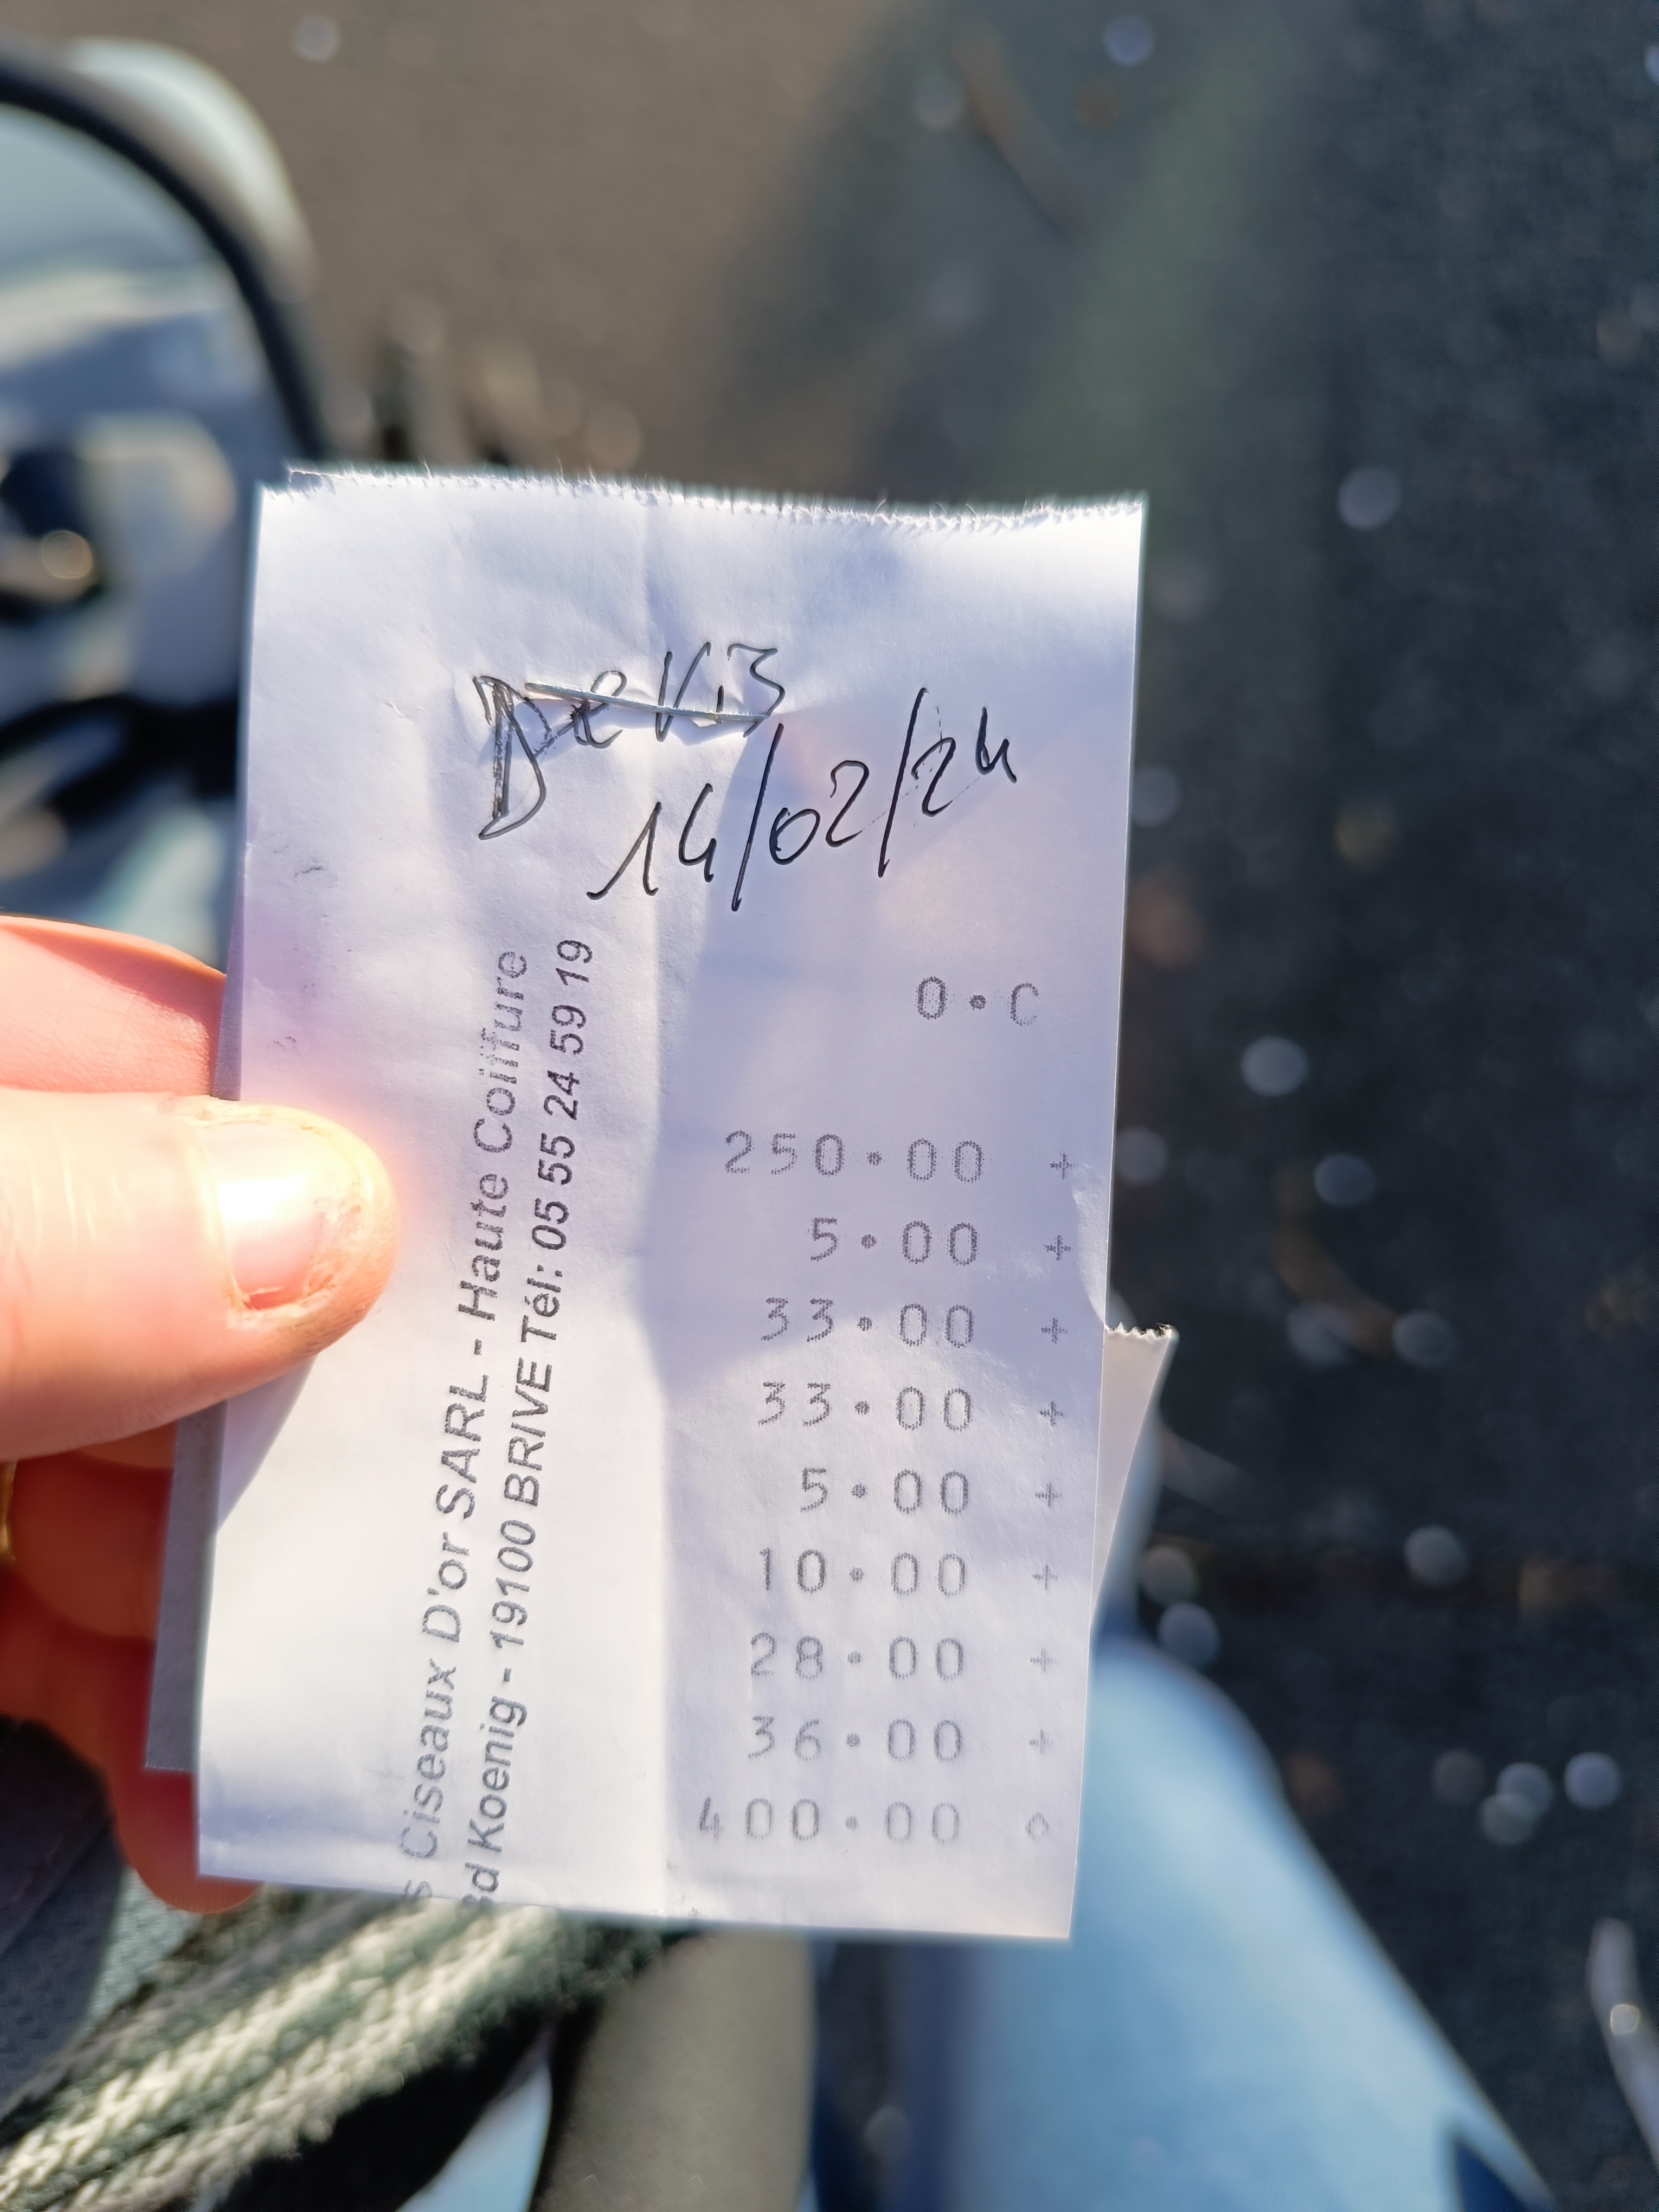 Devis
14/02/24
Ciseaux D'or SARL - Haute Coiffure
Bd Koenig - 19100 BRIVE Tél: 05 55 24 59 19
0•C
250•00 +
5•00 +
33•00 +
33•00 +
5•00 +
10•00 +
28•00 +
36•00 +
400•00 ◊